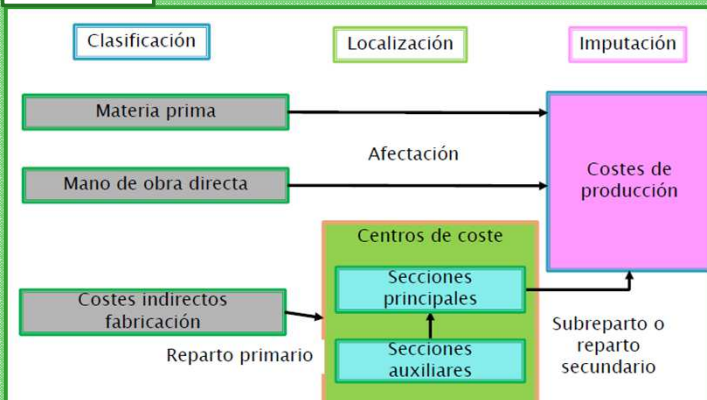 Clasificación
Localización
Imputación
Materia prima
Afectación
Mano de obra directa
Costes de
producción
Centros de coste
Secciones
principales
Costes indirectos
fabricación
Reparto primario
Secciones
auxiliares
Subreparto o
reparto
secundario